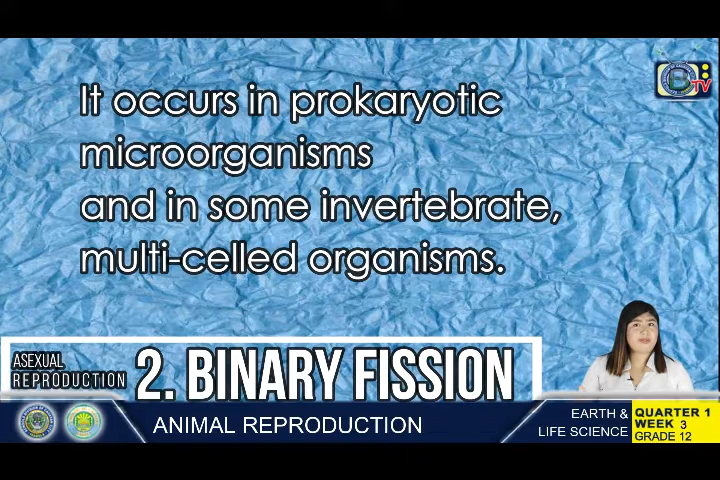 It occurs in prokaryotic
microorganisms
and in some invertebrate,
multi-celled organisms.
B
TV
ASEXUAL
REPRODUCTION
2. BINARY FISSION
ANIMAL REPRODUCTION
EARTH &
LIFE SCIENCE
QUARTER 1
WEEK 3
GRADE 12